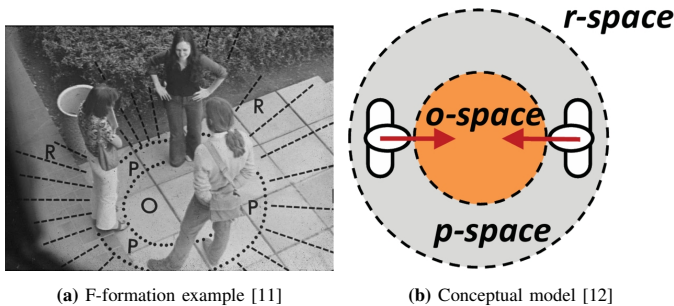 R
R
P
O
P
P
r-space
o-space
p-space
(a) F-formation example [11]
(b) Conceptual model [12]